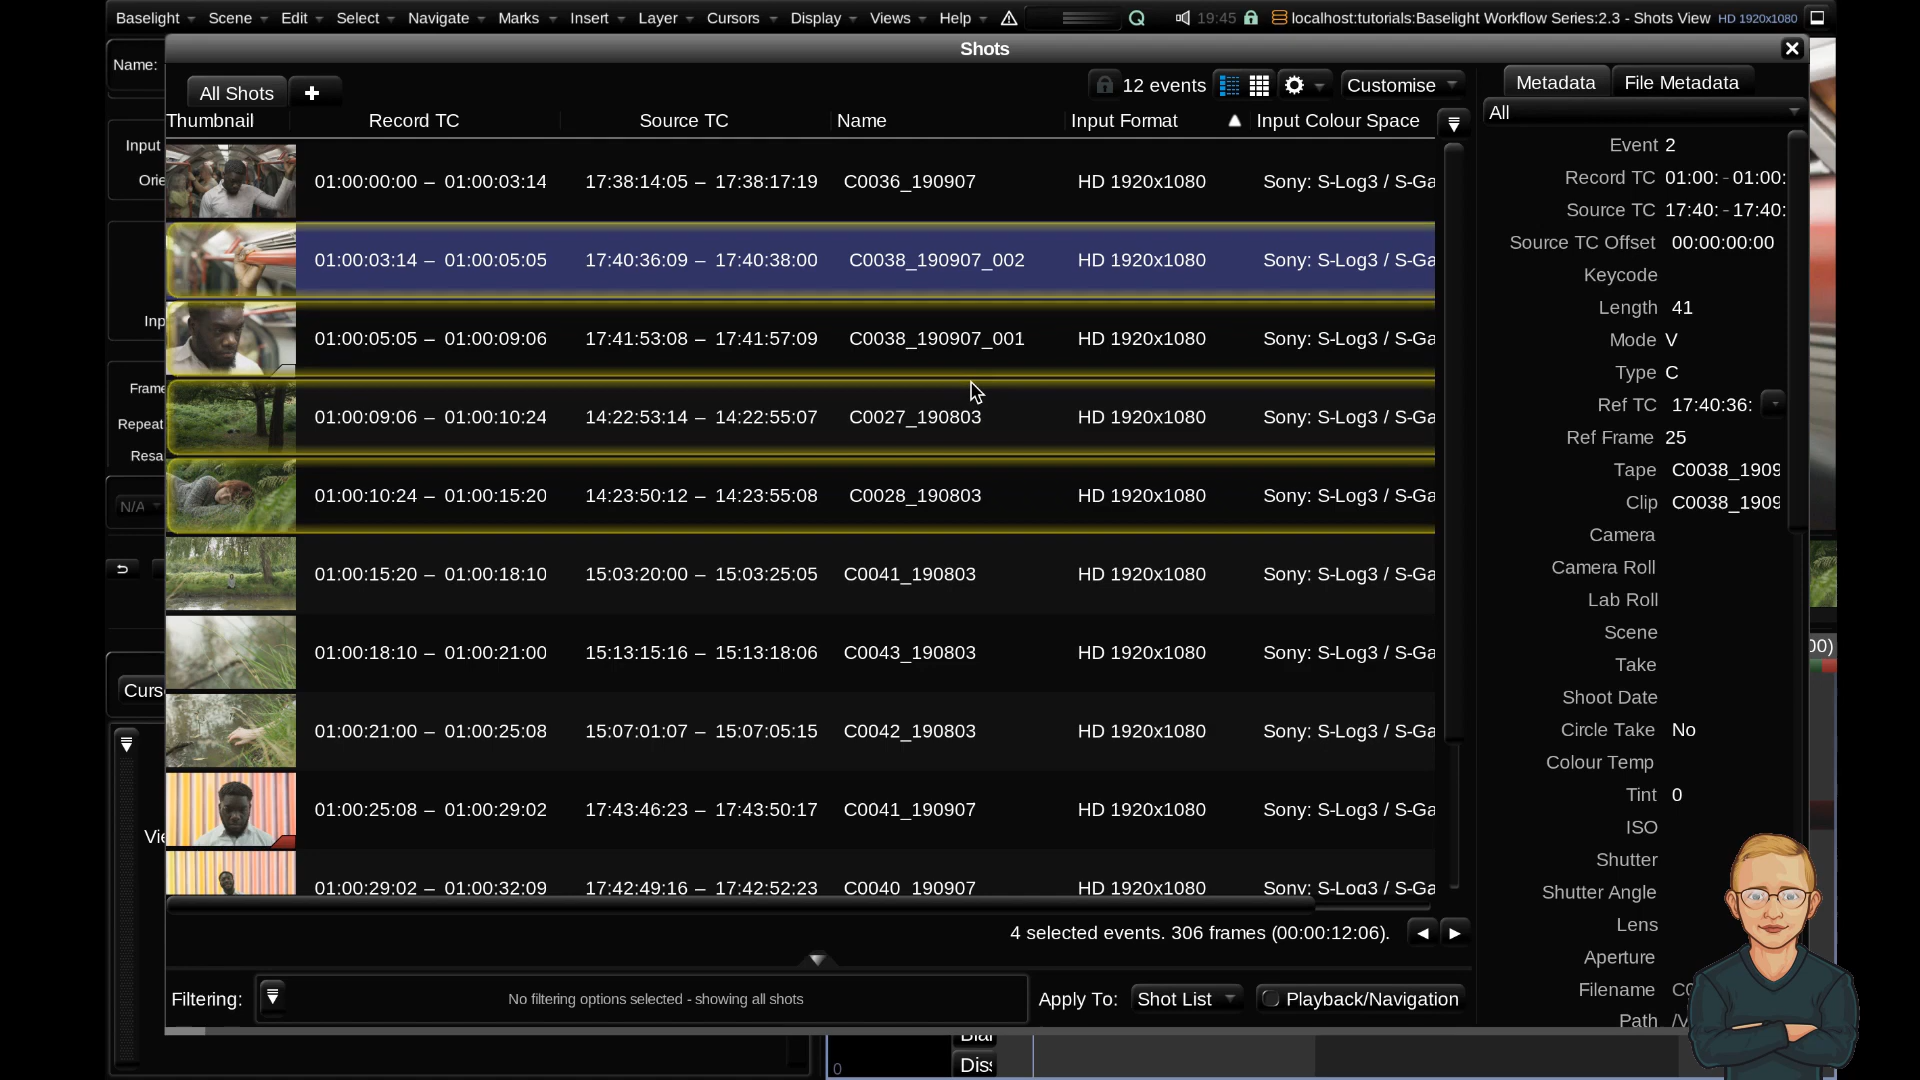 Baselight Scene Edit Select Navigate Marks Insert Layer Cursors Display Views Help 19:45 localhost:tutorials:Baselight Workflow Series:2.3 - Shots View HD 1920x1080
Shots
Name:
All Shots
12 events Customise
Metadata File Metadata
All
Thumbnail Record TC Source TC Name Input Format Input Colour Space
01:00:00:00 – 01:00:03:14 17:38:14:05 – 17:38:17:19 C0036_190907 HD 1920x1080 Sony: S-Log3 / S-Ga
01:00:03:14 – 01:00:05:05 17:40:36:09 – 17:40:38:00 C0038_190907_002 HD 1920x1080 Sony: S-Log3 / S-Ga
01:00:05:05 – 01:00:09:06 17:41:53:08 – 17:41:57:09 C0038_190907_001 HD 1920x1080 Sony: S-Log3 / S-Ga
01:00:09:06 – 01:00:10:24 14:22:53:14 – 14:22:55:07 C0027_190803 HD 1920x1080 Sony: S-Log3 / S-Ga
01:00:10:24 – 01:00:15:20 14:23:50:12 – 14:23:55:08 C0028_190803 HD 1920x1080 Sony: S-Log3 / S-Ga
01:00:15:20 – 01:00:18:10 15:03:20:00 – 15:03:25:05 C0041_190803 HD 1920x1080 Sony: S-Log3 / S-Ga
01:00:18:10 – 01:00:21:00 15:13:15:16 – 15:13:18:06 C0043_190803 HD 1920x1080 Sony: S-Log3 / S-Ga
01:00:21:00 – 01:00:25:08 15:07:01:07 – 15:07:05:15 C0042_190803 HD 1920x1080 Sony: S-Log3 / S-Ga
01:00:25:08 – 01:00:29:02 17:43:46:23 – 17:43:50:17 C0041_190907 HD 1920x1080 Sony: S-Log3 / S-Ga
01:00:29:02 – 01:00:32:09 17:42:49:16 – 17:42:52:23 C0040_190907 HD 1920x1080 Sony: S-Log3 / S-Ga
4 selected events. 306 frames (00:00:12:06).
Filtering: No filtering options selected - showing all shots Apply To: Shot List Playback/Navigation
Event 2
Record TC 01:00: - 01:00:
Source TC 17:40: - 17:40:
Source TC Offset 00:00:00:00
Keycode
Length 41
Mode V
Type C
Ref TC 17:40:36:
Ref Frame 25
Tape C0038_1909
Clip C0038_1909
Camera
Camera Roll
Lab Roll
Scene
Take
Shoot Date
Circle Take No
Colour Temp
Tint 0
ISO
Shutter
Shutter Angle
Lens
Aperture
Filename C0
Path /V
Input
Orie
Inp
Frame
Repeat
Resa
N/A
Curs
Vie
00)
0
Dis